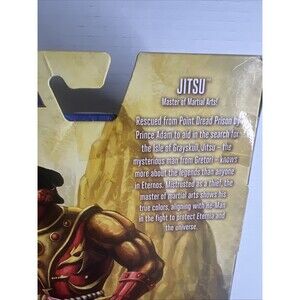 JITSU™
Master of Martial Arts!
Rescued from Point Dread Prison by
Prince Adam to aid in the search for
the Isle of Grayskull, Jitsu – the
mysterious man from Gretori – knows
more about the legends than anyone
in Eternos. Mistrusted as a thief, the
master of martial arts shows his
true colors, aligning with He-Man
in the fight to protect Eternia and
the universe.